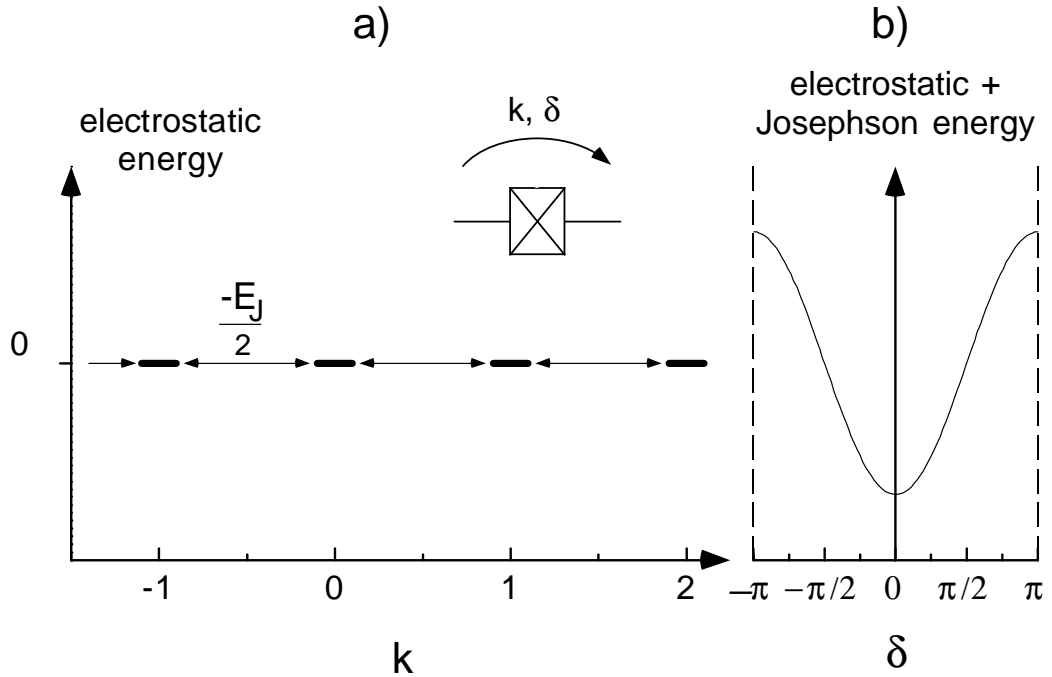 a)
b)
electrostatic
energy
k, δ
electrostatic +
Josephson energy
-E_J
2
0
-1 0 1 2
k
−π −π/2 0 π/2 π
δ